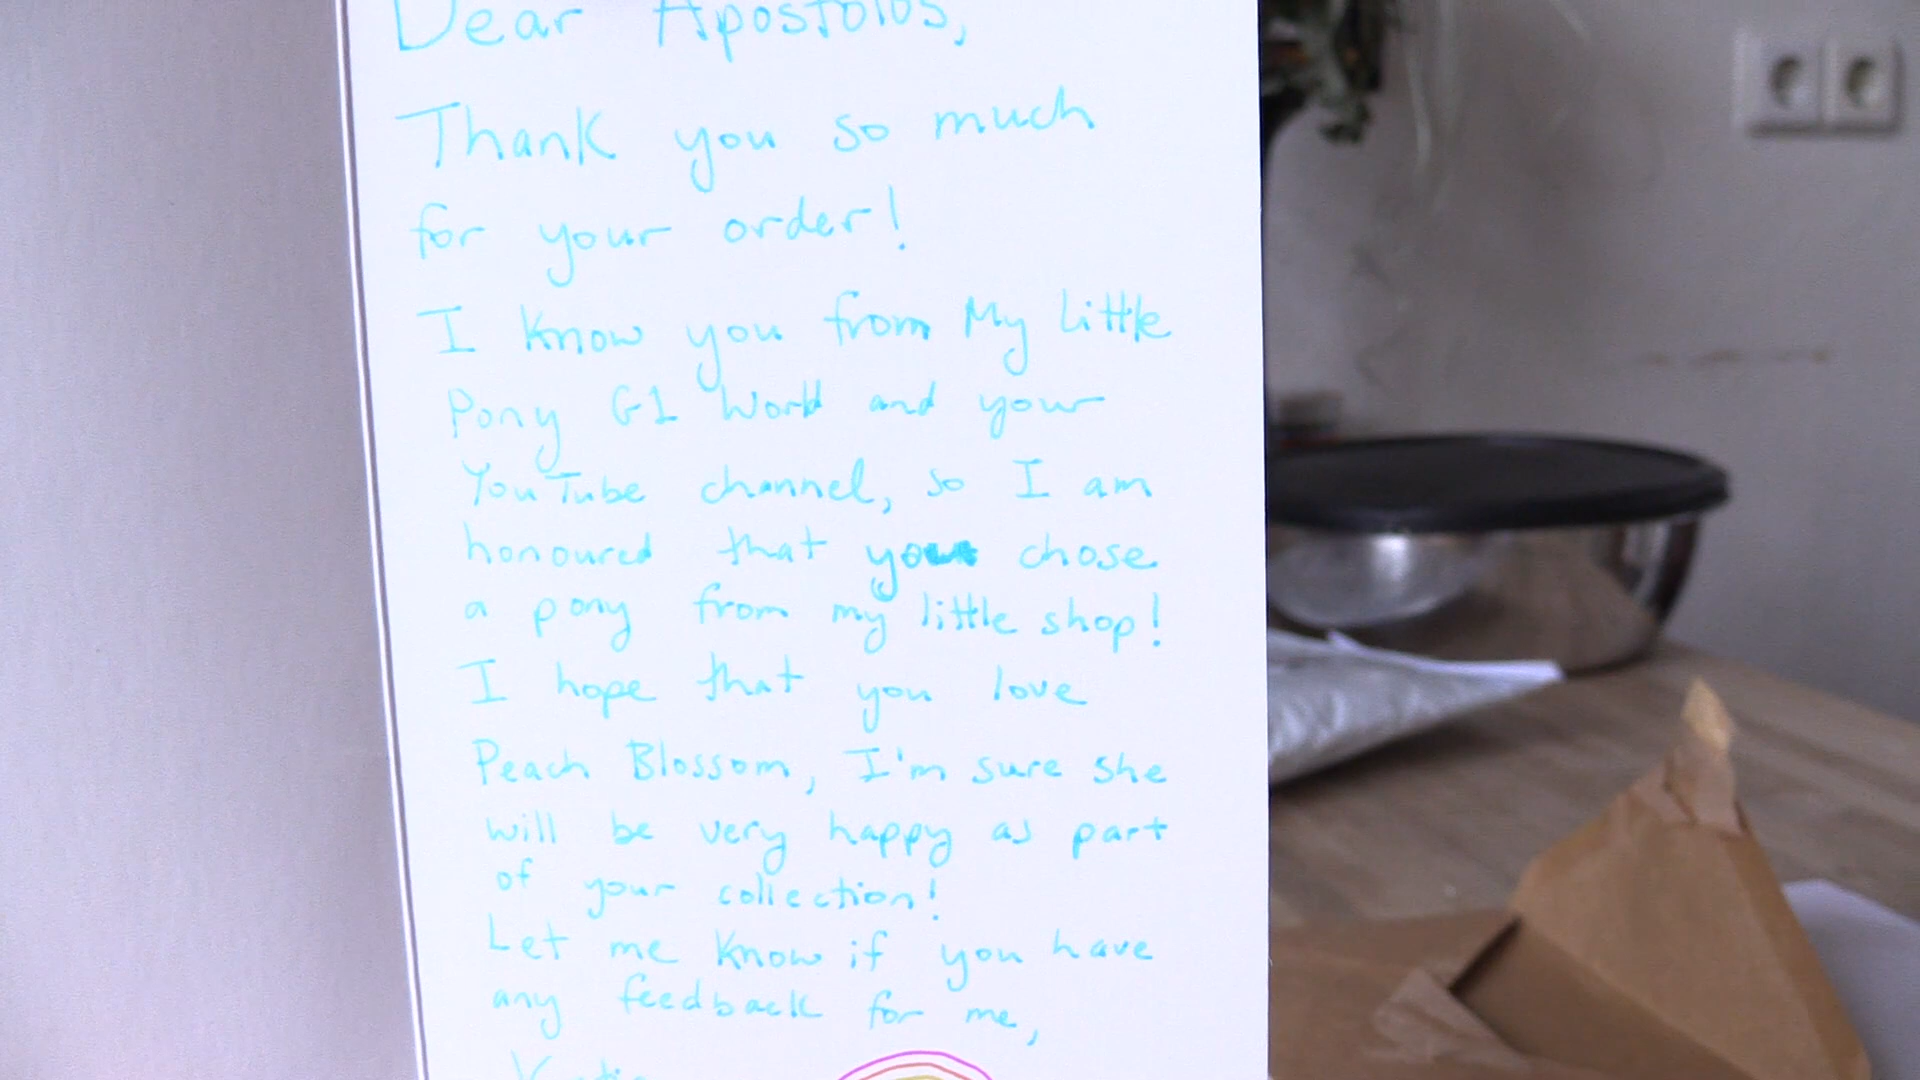 Dear Apostolos,
Thank you so much
for your order!
I know you from My Little
Pony G1 World and your
YouTube channel, so I am
honoured that you chose
a pony from my little shop!
I hope that you love
Peach Blossom, I'm sure she
will be very happy as part
of your collection!
Let me know if you have
any feedback for me,